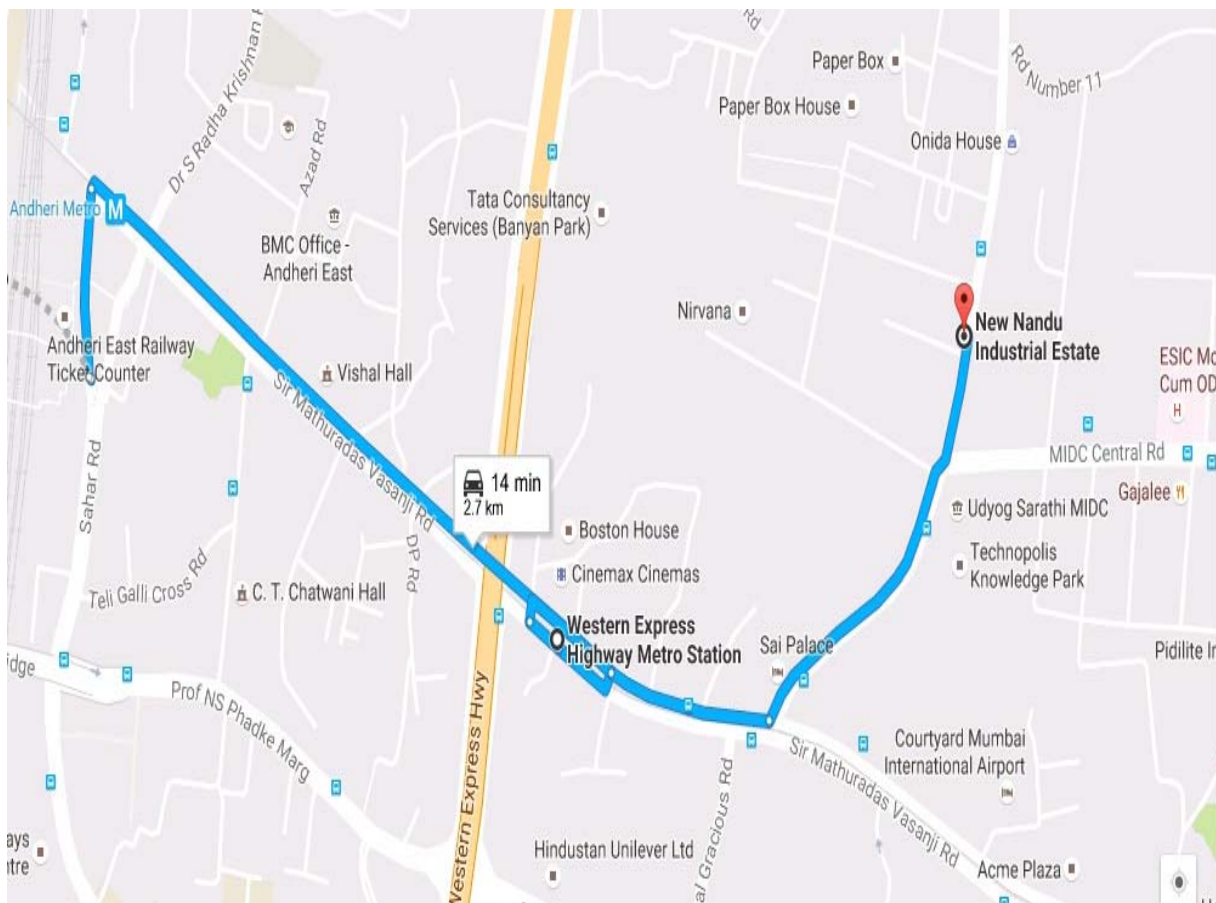 Rd
Rd Number 11
Paper Box
Paper Box House
Onida House
Dr S Radha Krishnan
Azad Rd
Andheri Metro
M
Tata Consultancy
Services (Banyan Park)
BMC Office -
Andheri East
Nirvana
New Nandu
Industrial Estate
Andheri East Railway
Ticket Counter
ESIC
Cum
H
Vishal Hall
Sir Mathuradas Vasanji Rd
MIDC Central Rd
14 min
2.7 km
Gajalee
Sahar Rd
Boston House
Udyog Sarathi MIDC
DP Rd
Technopolis
Knowledge Park
Cinemax Cinemas
Teli Galli Cross Rd
C. T. Chatwani Hall
Western Express
Highway Metro Station
Sai Palace
Pidilite
Prof NS Phadke Marg
Western Express Hwy
Courtyard Mumbai
International Airport
Sir Mathuradas Vasanji Rd
Gracious Rd
Hindustan Unilever Ltd
Acme Plaza